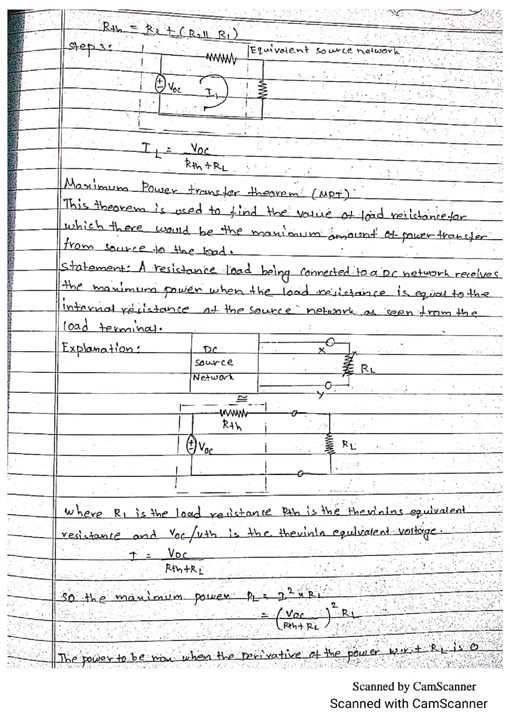 Rth = R2 + (R3 || R1)
Step 3:
Equivalent source network
Voc
I1
IL = Voc / Rth+RL
Maximum Power transfer theorem (MPT)
This theorem is used to find the value of load reiistance for
which there would be the maximum amount of power transfer
from source to the load.
Statement: A resistance load being connected to a DC network receives
the maximum power when the load resistance is equal to the
internal resistance of the source network as seen from the
load terminal.
Explanation:
DC
source
Network
X
Y
RL
≅
Rth
Voc
RL
where Rl is the load resistance Rth is the thevinins equivalent
resistance and Voc/Vth is the thevinin equivalent voltage.
I = Voc / Rth+RL
So the maximum power PL = I² x RL
= (Voc / Rth+RL)² RL
The power to be max when the perivative of the power w.r.t RL is 0
Scanned by CamScanner
Scanned with CamScanner